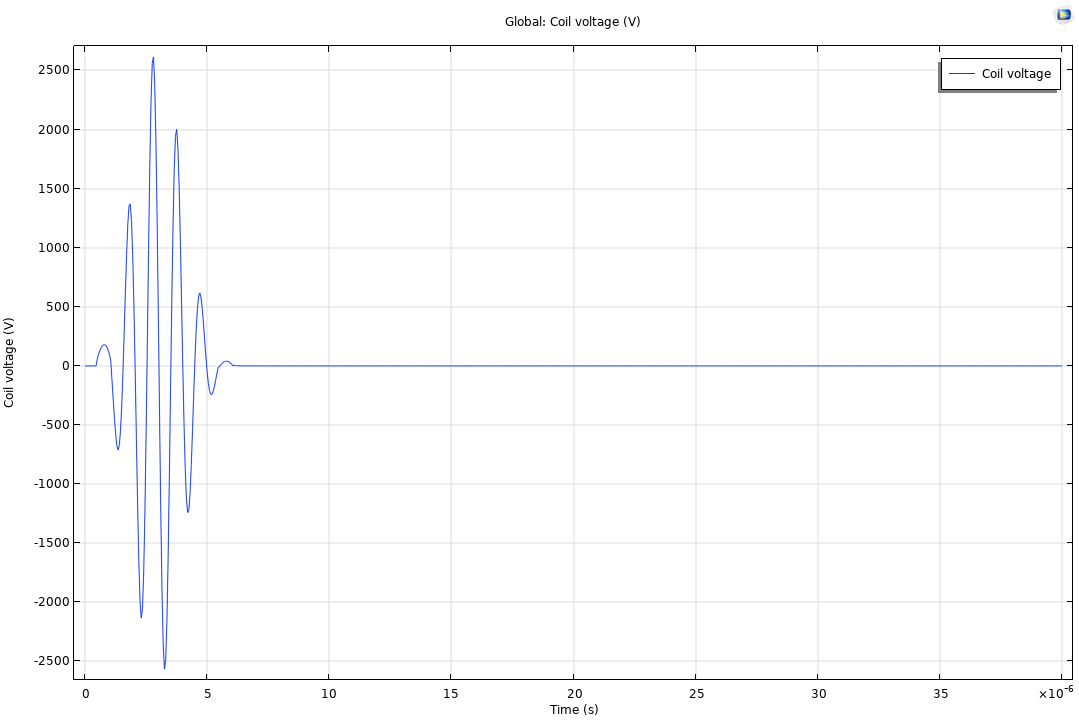 Global: Coil voltage (V)
Coil voltage
2500
2000
1500
1000
500
0
-500
-1000
-1500
-2000
-2500
Coil voltage (V)
0 5 10 15 20 25 30 35 ×10⁻⁶
Time (s)